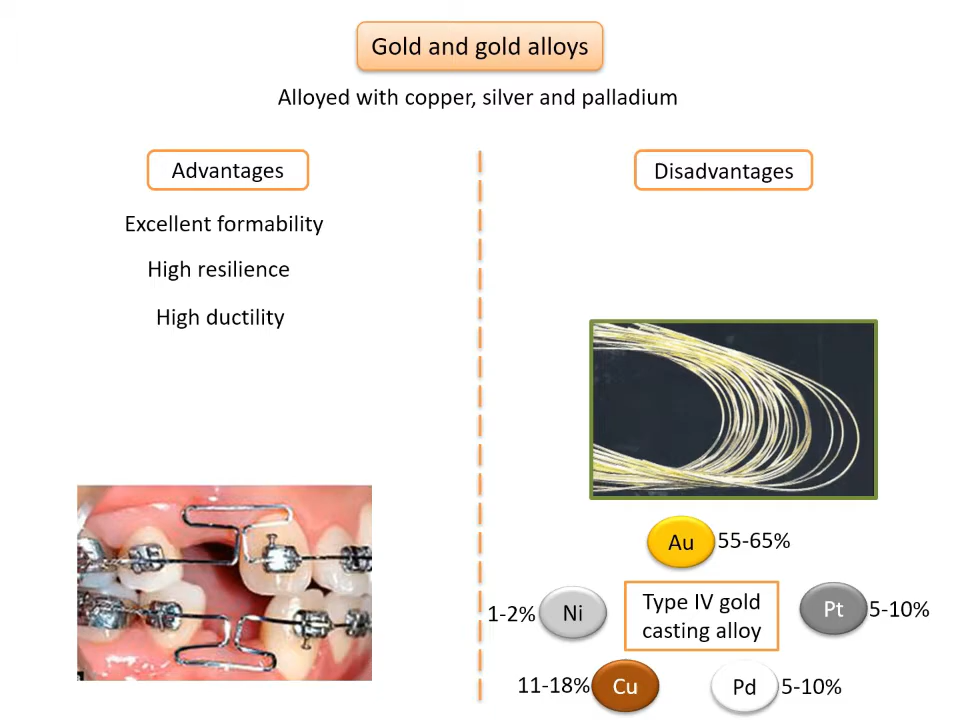 Gold and gold alloys
Alloyed with copper, silver and palladium
Advantages
Excellent formability
High resilience
High ductility
Disadvantages
Au 55-65%
1-2% Ni
Type IV gold
casting alloy
Pt 5-10%
11-18% Cu
Pd 5-10%